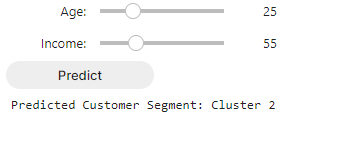 Age: 25
Income: 55
Predict
Predicted Customer Segment: Cluster 2